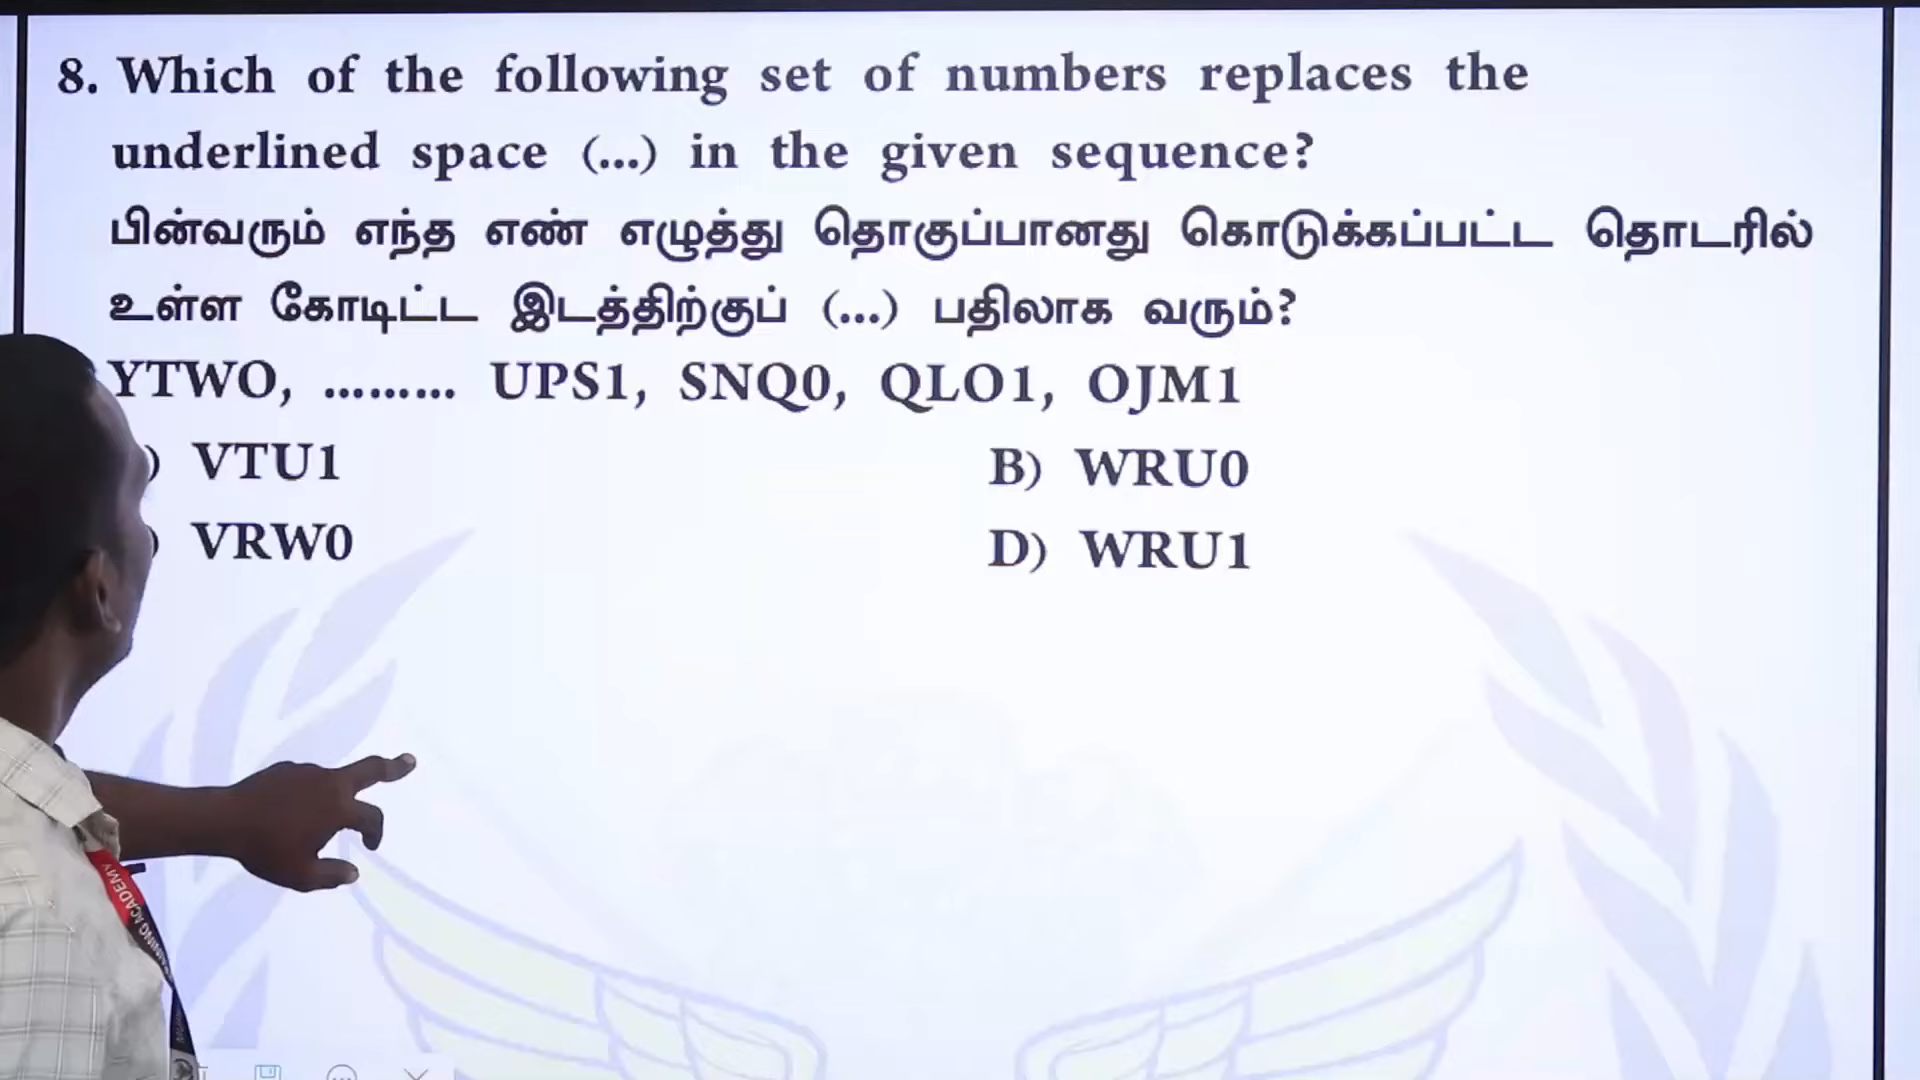 8. Which of the following set of numbers replaces the
underlined space (...) in the given sequence?
பின்வரும் எந்த எண் எழுத்து தொகுப்பானது கொடுக்கப்பட்ட தொடரில்
உள்ள கோடிட்ட இடத்திற்குப் (...) பதிலாக வரும்?
YTWO, ......... UPS1, SNQ0, QLO1, OJM1
) VTU1 B) WRU0
) VRW0 D) WRU1
ACADEMY